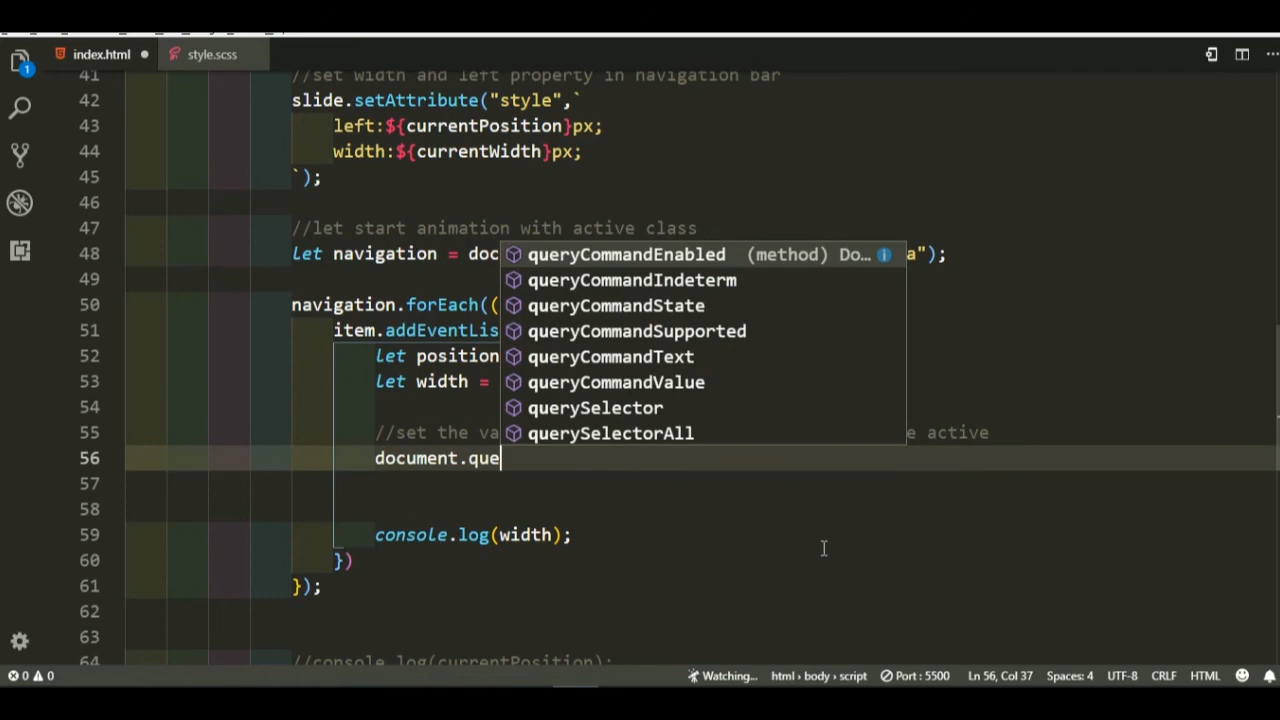 index.html ● style.scss
1
41 //set width and left property in navigation bar
42 slide.setAttribute("style",`
43 left:${currentPosition}px;
44 width:${currentWidth}px;
45 `);
46
47 //let start animation with active class
48 let navigation = doc a");
queryCommandEnabled (method) Do...
queryCommandIndeterm
queryCommandState
queryCommandSupported
queryCommandText
queryCommandValue
querySelector
querySelectorAll
49
50 navigation.forEach((
51 item.addEventLis
52 let position
53 let width =
54
55 //set the va e active
56 document.que
57
58
59 console.log(width);
60 })
61 });
62
63
64 //console.log(currentPosition);
0 0 Watching... html › body › script Port : 5500 Ln 56, Col 37 Spaces: 4 UTF-8 CRLF HTML